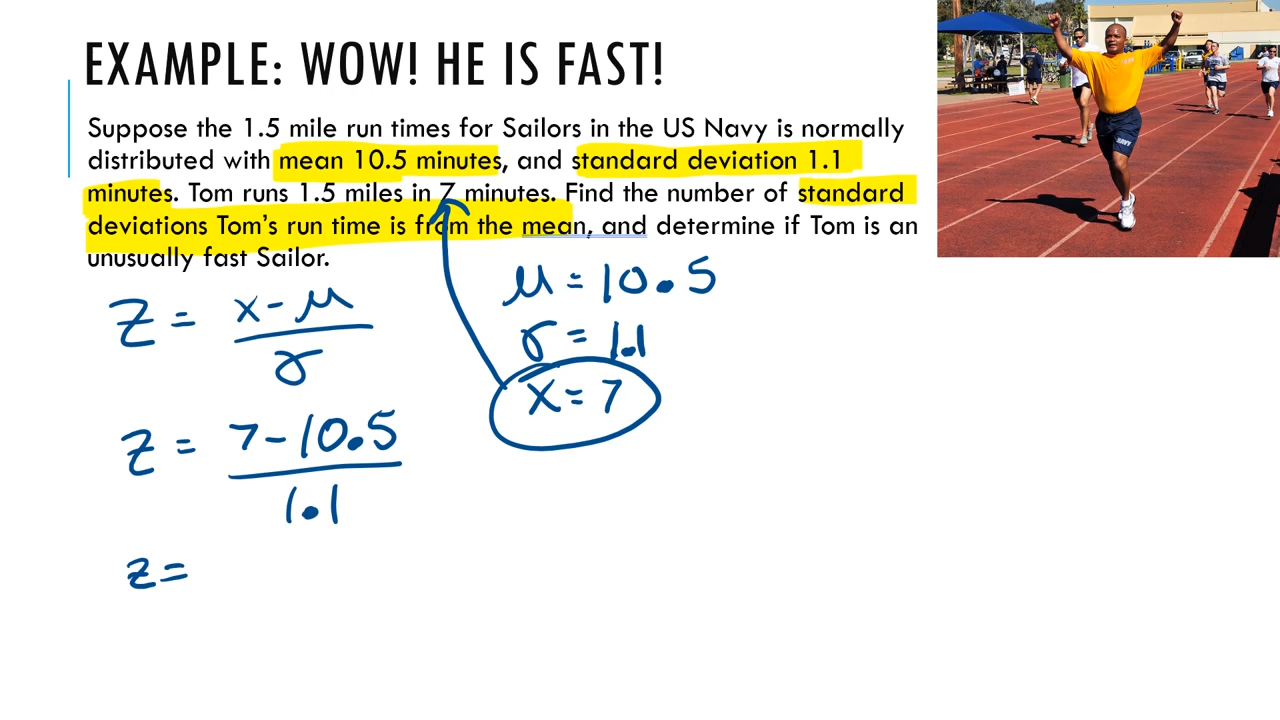 EXAMPLE: WOW! HE IS FAST!
Suppose the 1.5 mile run times for Sailors in the US Navy is normally
distributed with mean 10.5 minutes, and standard deviation 1.1
minutes. Tom runs 1.5 miles in 7 minutes. Find the number of standard
deviations Tom's run time is from the mean, and determine if Tom is an
unusually fast Sailor.
z = x - μ
σ
μ = 10.5
σ = 1.1
x = 7
z = 7 - 10.5
1.1
z =
NAVY